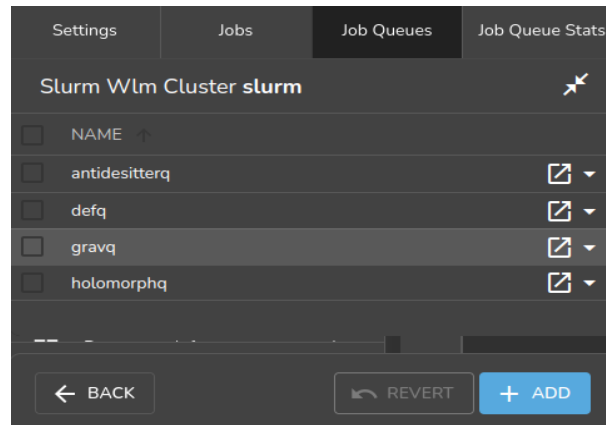 Settings Jobs Job Queues Job Queue Stats
Slurm Wlm Cluster slurm
NAME
antidesitterq
defq
gravq
holomorphq
BACK REVERT ADD